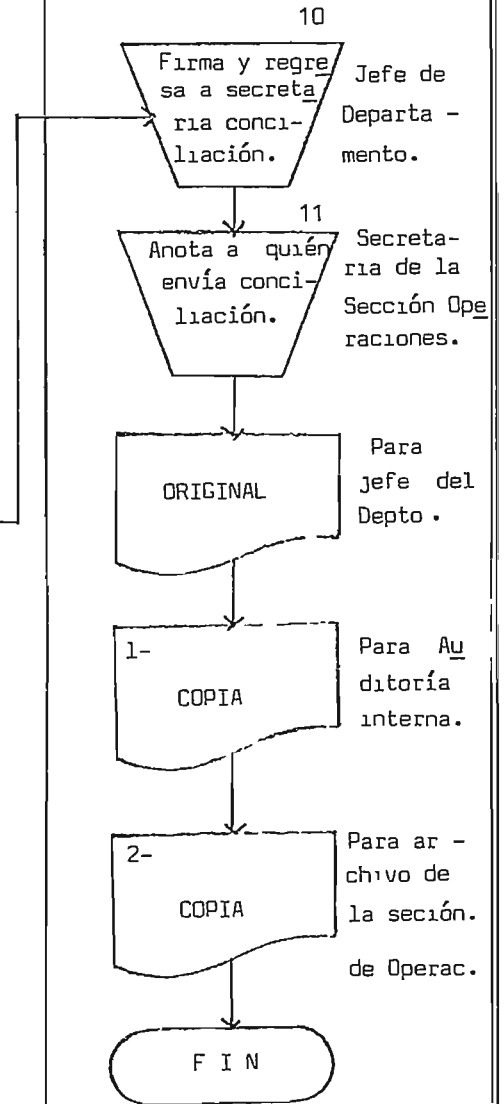 10
Firma y regre
sa a secreta
ria conci-
liación.
Jefe de
Departa -
mento.
11
Anota a quién
envía conci-
liación.
Secreta-
ria de la
Sección Ope
raciones.
ORIGINAL
Para
jefe del
Depto.
1-
COPIA
Para Au
ditoría
interna.
2-
COPIA
Para ar -
chivo de
la seción.
de Operac.
F I N